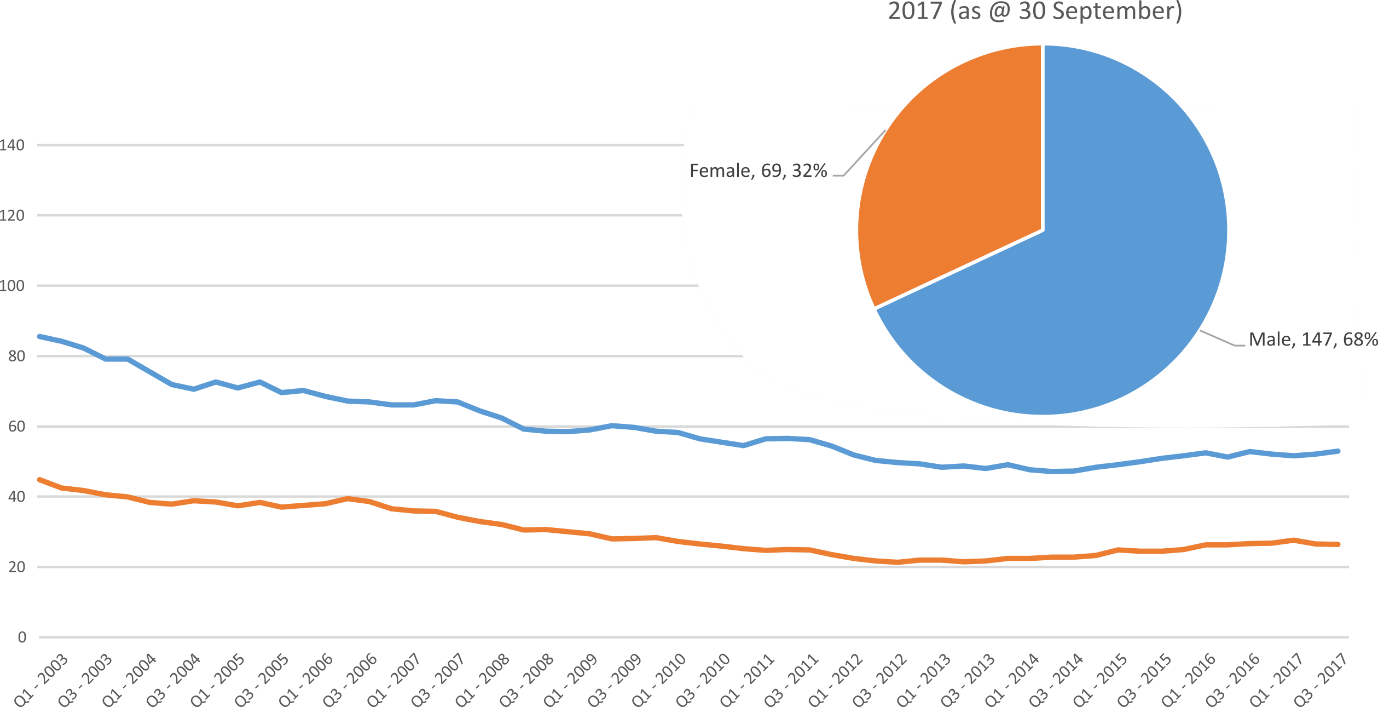 2017 (as @ 30 September)
140
Female, 69, 32%
120
100
Male, 147, 68%
80
60
40
20
0
Q1 - 2003
Q3 - 2003
Q1 - 2004
Q3 - 2004
Q1 - 2005
Q3 - 2005
Q1 - 2006
Q3 - 2006
Q1 - 2007
Q3 - 2007
Q1 - 2008
Q3 - 2008
Q1 - 2009
Q3 - 2009
Q1 - 2010
Q3 - 2010
Q1 - 2011
Q3 - 2011
Q1 - 2012
Q3 - 2012
Q1 - 2013
Q3 - 2013
Q1 - 2014
Q3 - 2014
Q1 - 2015
Q3 - 2015
Q1 - 2016
Q3 - 2016
Q1 - 2017
Q3 - 2017